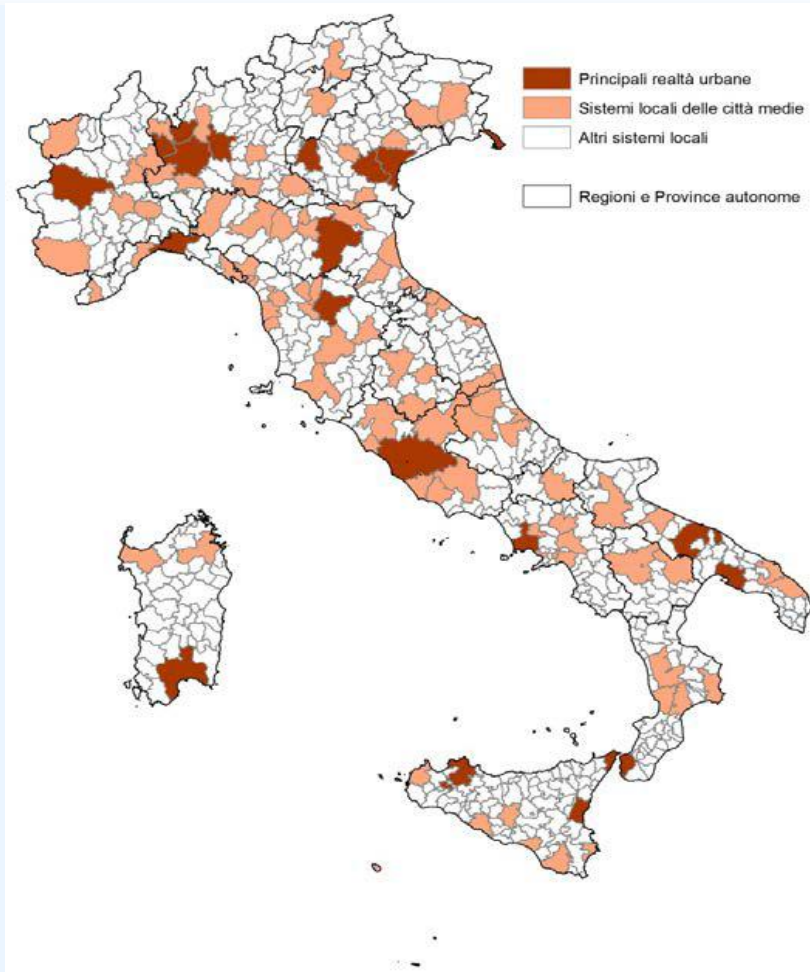 Principali realtà urbane
Sistemi locali delle città medie
Altri sistemi locali
Regioni e Province autonome